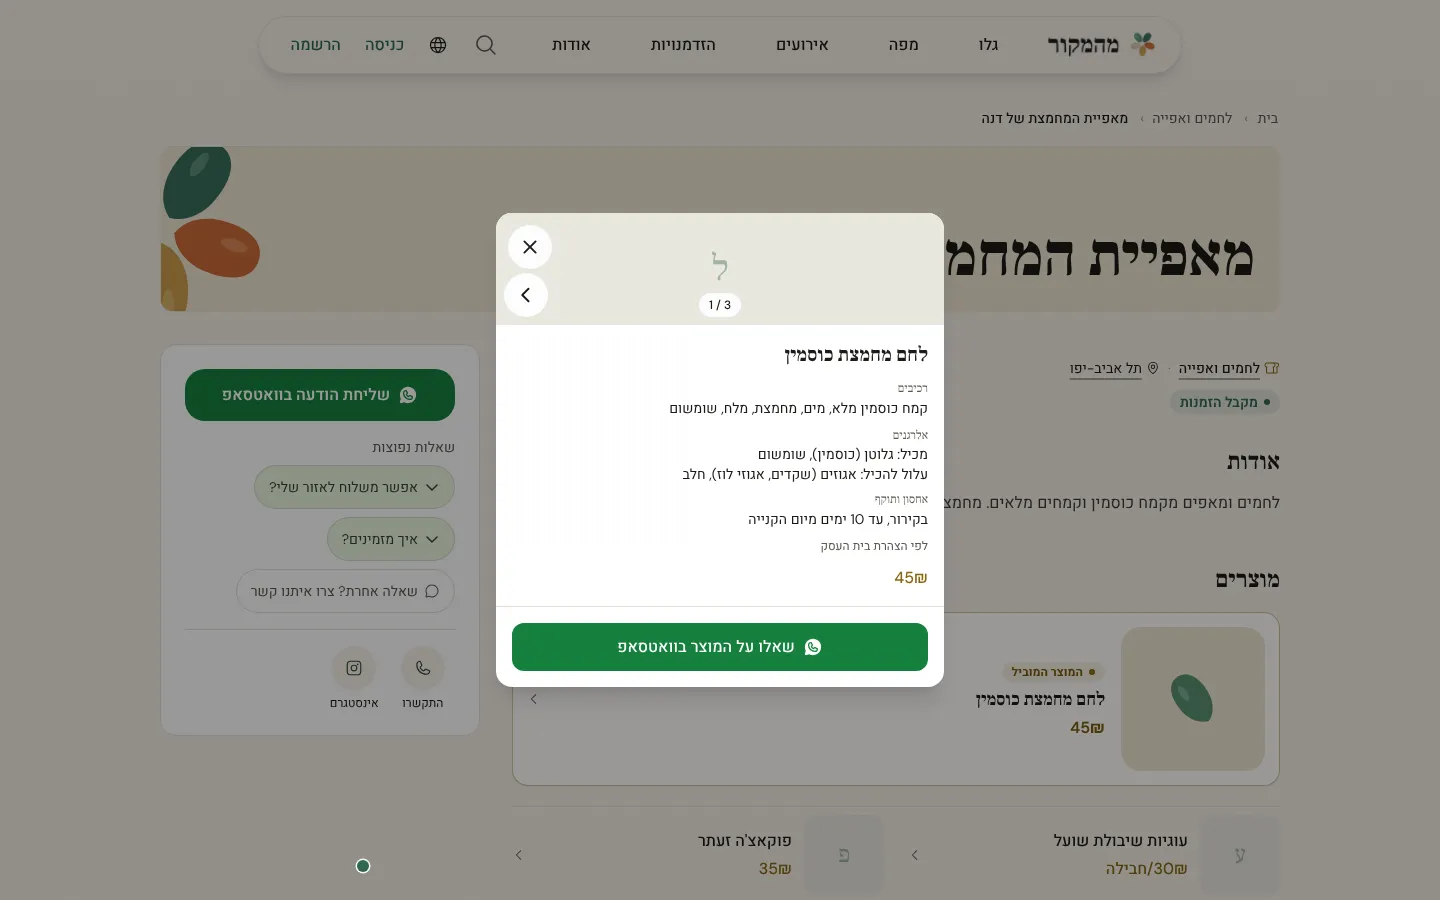 מהמקור
גלו
מפה
אירועים
הזדמנויות
אודות
כניסה
הרשמה
בית › לחמים ואפייה › מאפיית המחמצת של דנה
מאפיית המחמ
ל
1 / 3
לחם מחמצת כוסמין
רכיבים
קמח כוסמין מלא, מים, מחמצת, מלח, שומשום
אלרגנים
מכיל: גלוטן (כוסמין), שומשום
עלול להכיל: אגוזים (שקדים, אגוזי לוז), חלב
אחסון ותוקף
בקירור, עד 10 ימים מיום הקנייה
לפי הצהרת בית העסק
45₪
שאלו על המוצר בוואטסאפ
לחמים ואפייה · תל אביב-יפו
מקבל הזמנות
אודות
לחמים ומאפים מקמח כוסמין וקמחים מלאים. מחמצ
מוצרים
המוצר המוביל
לחם מחמצת כוסמין
45₪
ע
עוגיות שיבולת שועל
30₪/חבילה
פ
פוקאצ'ה זעתר
35₪
שליחת הודעה בוואטסאפ
שאלות נפוצות
אפשר משלוח לאזור שלי?
איך מזמינים?
שאלה אחרת? צרו איתנו קשר
התקשרו
אינסטגרם